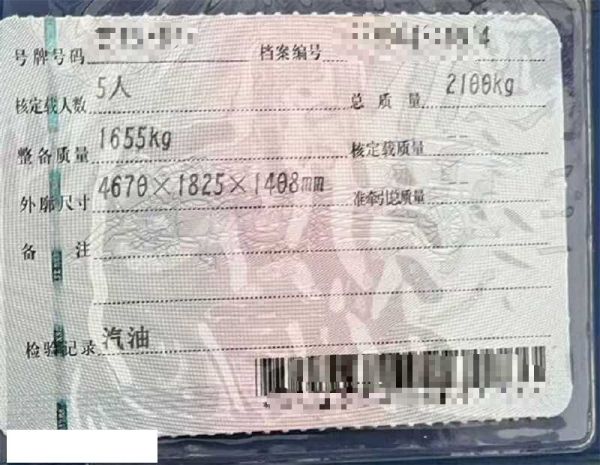 号牌号码 档案编号
核定载人数 5人 总质量 2100kg
整备质量 1655kg 核定载质量
外廓尺寸 4670×1825×1408mm 准牵引总质量
备注
检验记录 汽油